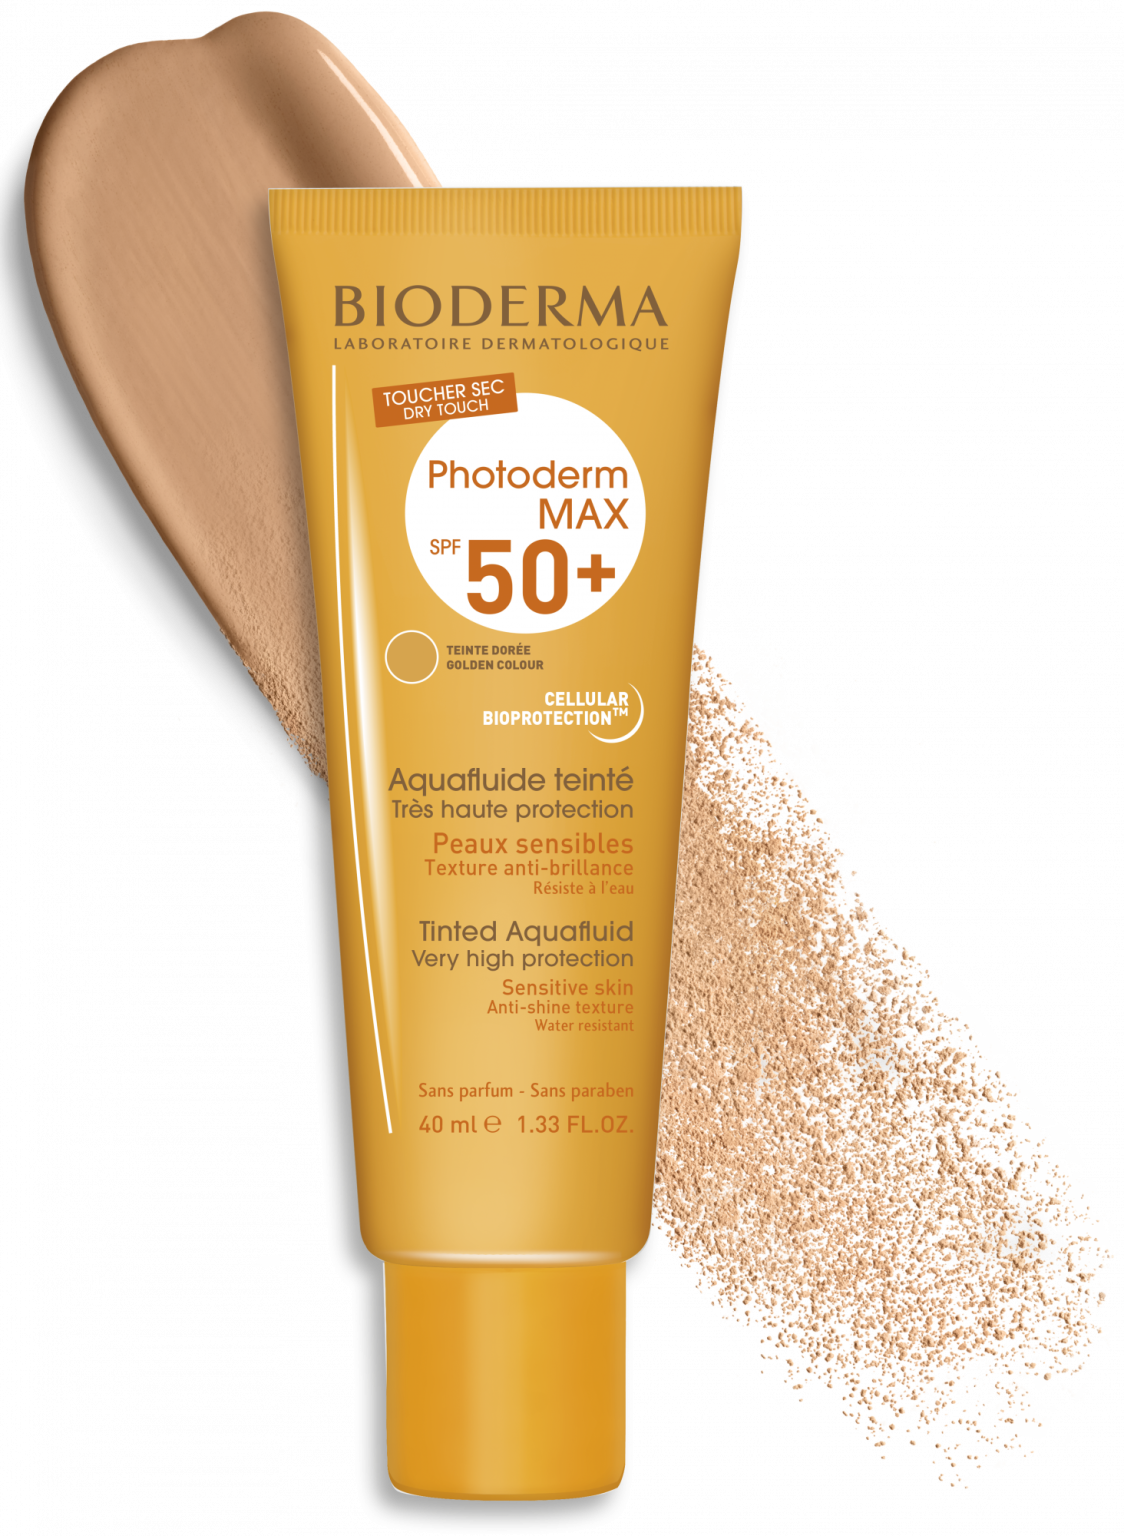 BIODERMA
LABORATOIRE DERMATOLOGIQUE
TOUCHER SEC
DRY TOUCH
Photoderm
MAX
SPF 50+
TEINTE DORÉE
GOLDEN COLOUR
CELLULAR
BIOPROTECTION™
Aquafluide teinté
Très haute protection
Peaux sensibles
Texture anti-brillance
Résiste à l'eau
Tinted Aquafluid
Very high protection
Sensitive skin
Anti-shine texture
Water resistant
Sans parfum - Sans paraben
40 ml ℮ 1.33 FL.OZ.